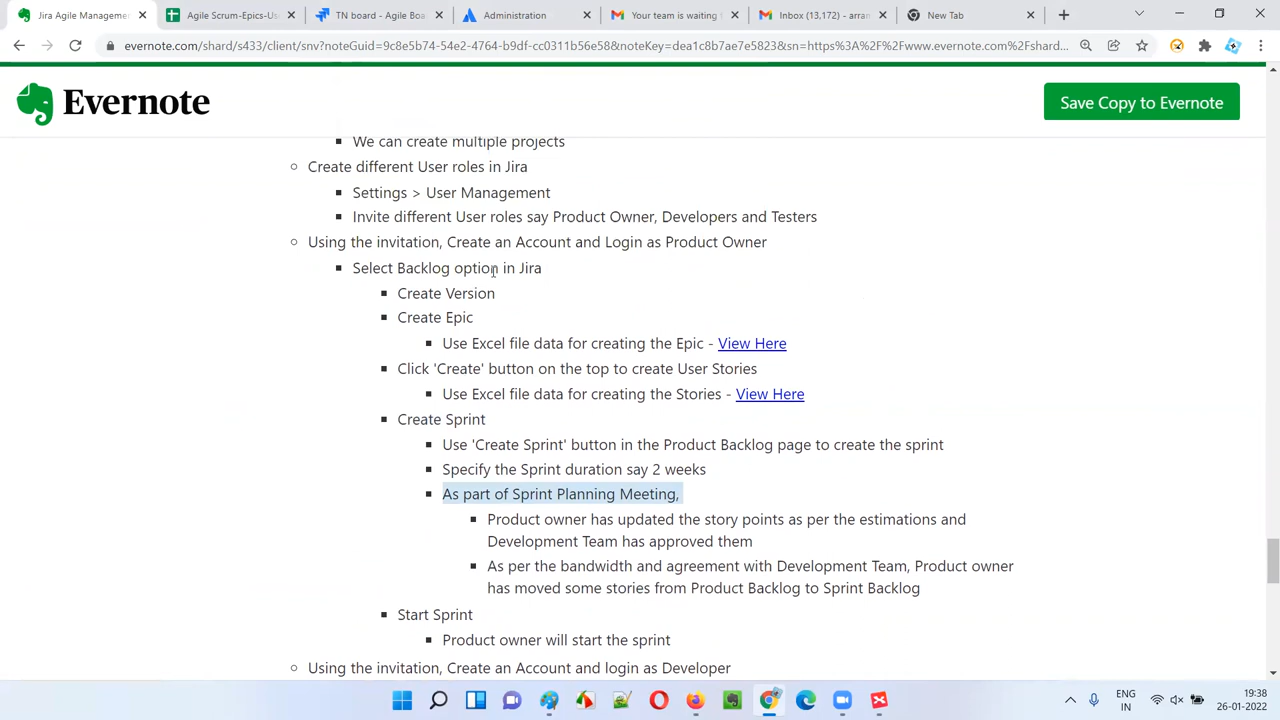 Jira Agile Manageme
Agile Scrum-Epics-Us
TN board - Agile Boa
Administration
Your team is waiting
Inbox (13,172) - arran
New Tab
evernote.com/shard/s433/client/snv?noteGuid=9c8e5b74-54e2-4764-b9df-cc0311b56e58&noteKey=dea1c8b7ae7e5823&sn=https%3A%2F%2Fwww.evernote.com%2Fshard...
Evernote
Save Copy to Evernote
We can create multiple projects
Create different User roles in Jira
Settings > User Management
Invite different User roles say Product Owner, Developers and Testers
Using the invitation, Create an Account and Login as Product Owner
Select Backlog option in Jira
Create Version
Create Epic
Use Excel file data for creating the Epic - View Here
Click 'Create' button on the top to create User Stories
Use Excel file data for creating the Stories - View Here
Create Sprint
Use 'Create Sprint' button in the Product Backlog page to create the sprint
Specify the Sprint duration say 2 weeks
As part of Sprint Planning Meeting,
Product owner has updated the story points as per the estimations and
Development Team has approved them
As per the bandwidth and agreement with Development Team, Product owner
has moved some stories from Product Backlog to Sprint Backlog
Start Sprint
Product owner will start the sprint
Using the invitation, Create an Account and login as Developer
ENG
IN
19:38
26-01-2022